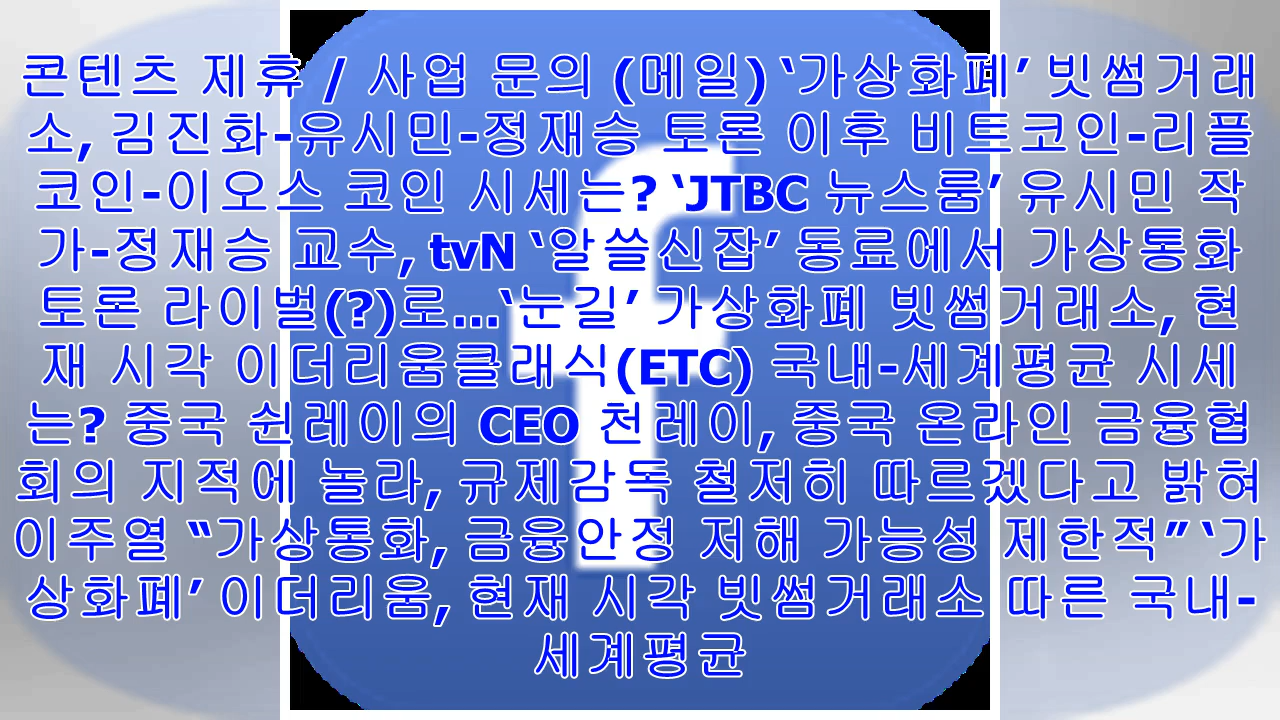 콘텐츠 제휴 / 사업 문의 (메일) ‘가상화폐’ 빗썸거래
소, 김진화-유시민-정재승 토론 이후 비트코인-리플
코인-이오스 코인 시세는? ‘JTBC 뉴스룸’ 유시민 작
가-정재승 교수, tvN ‘알쓸신잡’ 동료에서 가상통화
토론 라이벌(?)로...‘눈길’ 가상화폐 빗썸거래소, 현
재 시각 이더리움클래식(ETC) 국내-세계평균 시세
는? 중국 쉰레이의 CEO 천레이, 중국 온라인 금융협
회의 지적에 놀라, 규제감독 철저히 따르겠다고 밝혀
이주열 “가상통화, 금융안정 저해 가능성 제한적” ‘가
상화폐’ 이더리움, 현재 시각 빗썸거래소 따른 국내-
세계평균